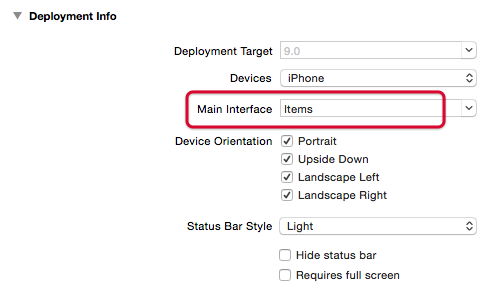 Deployment Info
Deployment Target 9.0
Devices iPhone
Main Interface Items
Device Orientation Portrait
Upside Down
Landscape Left
Landscape Right
Status Bar Style Light
Hide status bar
Requires full screen